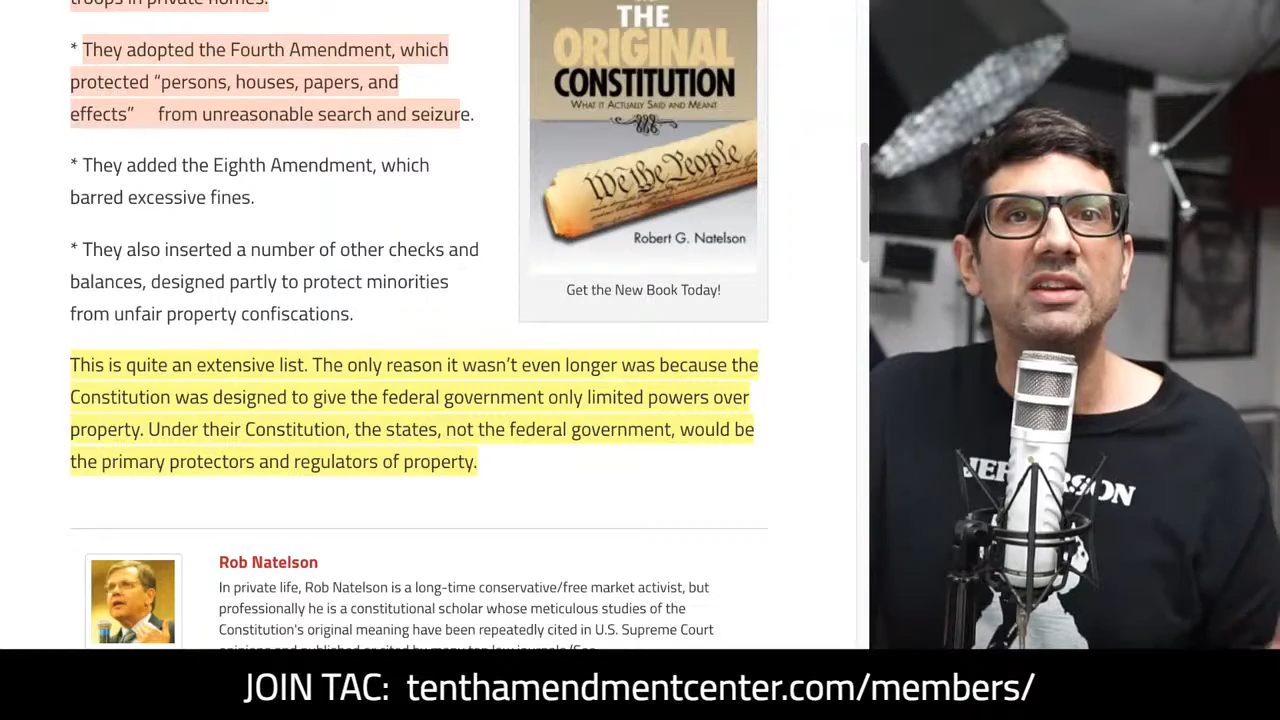 troops in private homes.
* They adopted the Fourth Amendment, which
protected “persons, houses, papers, and
effects” from unreasonable search and seizure.
* They added the Eighth Amendment, which
barred excessive fines.
* They also inserted a number of other checks and
balances, designed partly to protect minorities
from unfair property confiscations.
THE
ORIGINAL
CONSTITUTION
WHAT IT ACTUALLY SAID AND MEANT
We the People
Robert G. Natelson
Get the New Book Today!
This is quite an extensive list. The only reason it wasn’t even longer was because the
Constitution was designed to give the federal government only limited powers over
property. Under their Constitution, the states, not the federal government, would be
the primary protectors and regulators of property.
Rob Natelson
In private life, Rob Natelson is a long-time conservative/free market activist, but
professionally he is a constitutional scholar whose meticulous studies of the
Constitution's original meaning have been repeatedly cited in U.S. Supreme Court
JOIN TAC: tenthamendmentcenter.com/members/